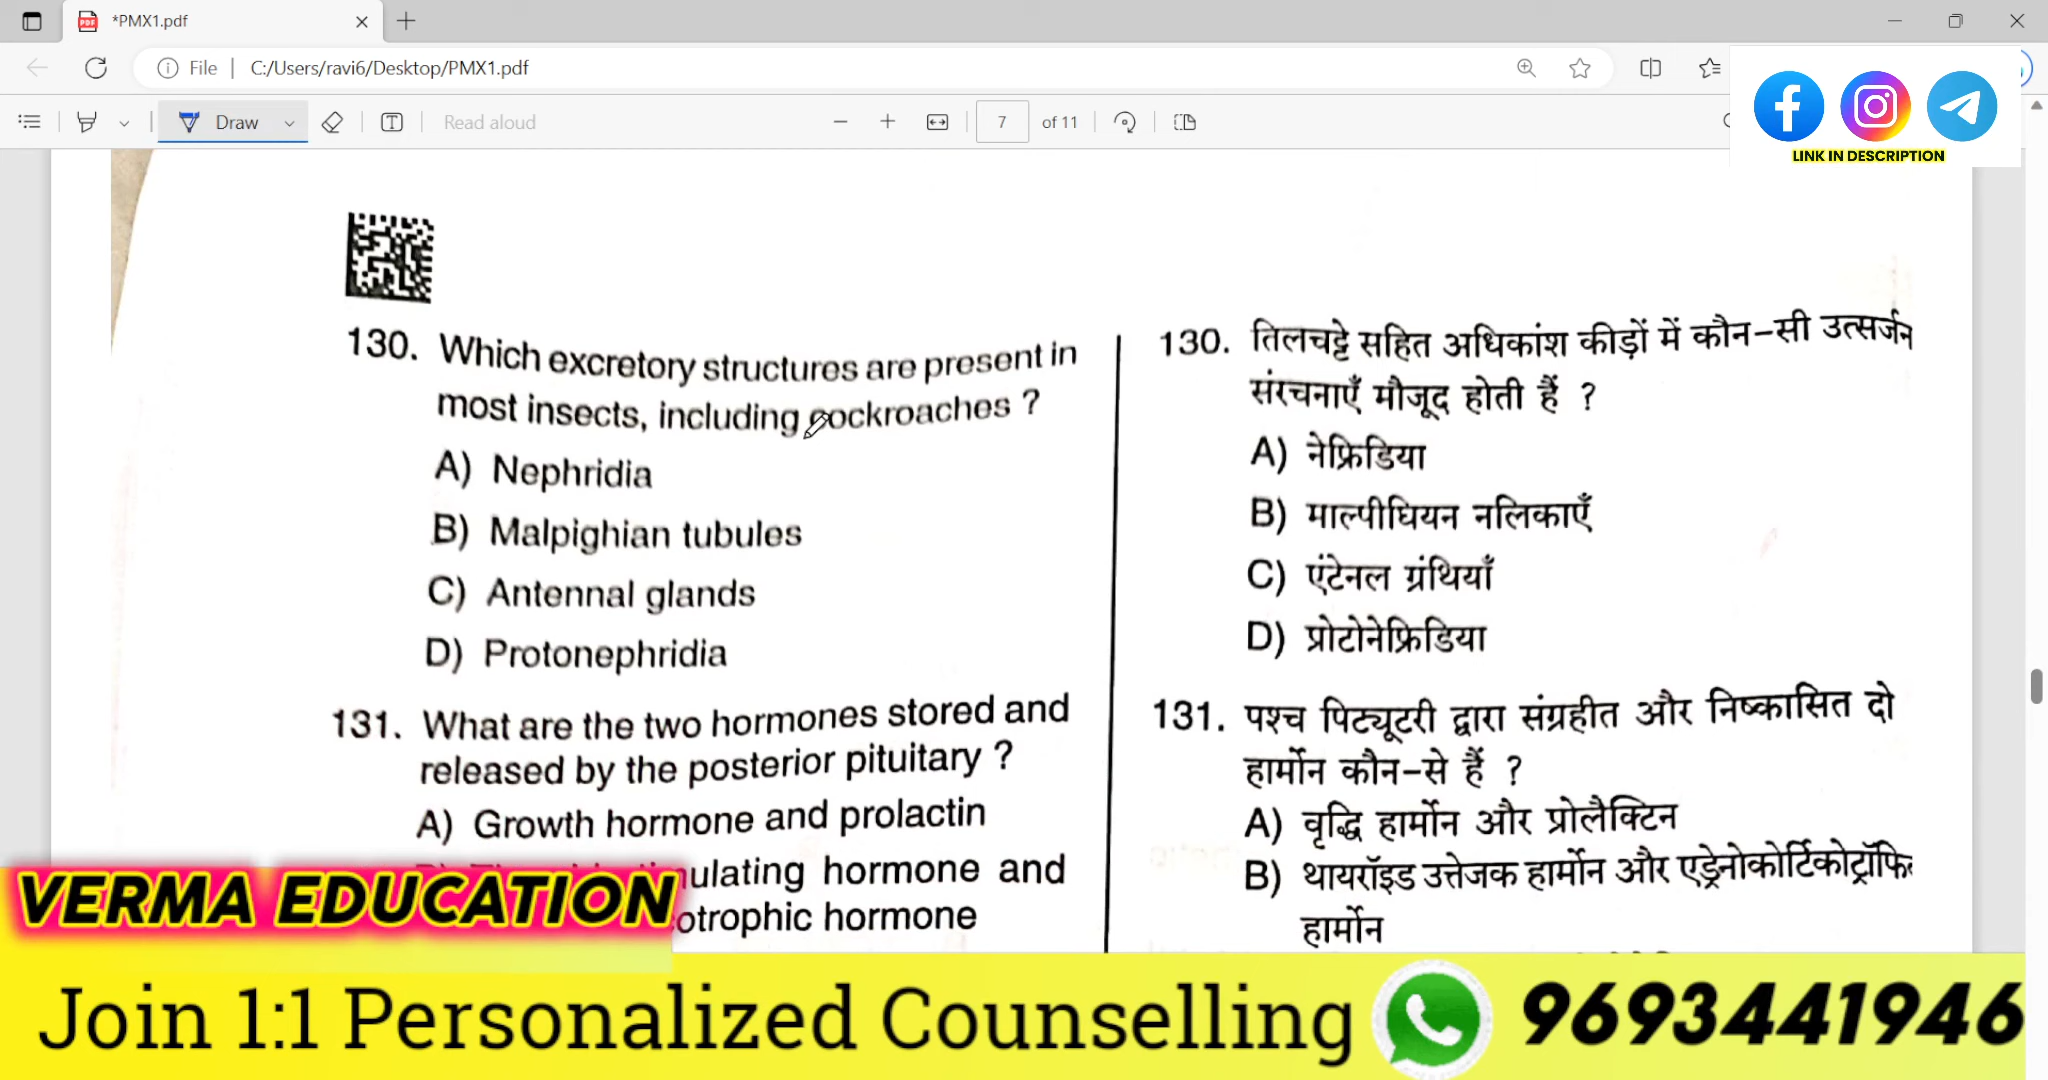 *PMX1.pdf
File
C:/Users/ravi6/Desktop/PMX1.pdf
Draw
Read aloud
7
of 11
LINK IN DESCRIPTION
130. Which excretory structures are present in
most insects, including cockroaches ?
A) Nephridia
B) Malpighian tubules
C) Antennal glands
D) Protonephridia
131. What are the two hormones stored and
released by the posterior pituitary ?
A) Growth hormone and prolactin
ulating hormone and
otrophic hormone
130. तिलचट्टे सहित अधिकांश कीड़ों में कौन-सी उत्सर्जन
संरचनाएँ मौजूद होती हैं ?
A) नेफ्रिडिया
B) माल्पीघियन नलिकाएँ
C) एंटेनल ग्रंथियाँ
D) प्रोटोनेफ्रिडिया
131. पश्च पिट्यूटरी द्वारा संग्रहीत और निष्कासित दो
हार्मोन कौन-से हैं ?
A) वृद्धि हार्मोन और प्रोलैक्टिन
B) थायरॉइड उत्तेजक हार्मोन और
हार्मोन
VERMA EDUCATION
Join 1:1 Personalized Counselling
9693441946